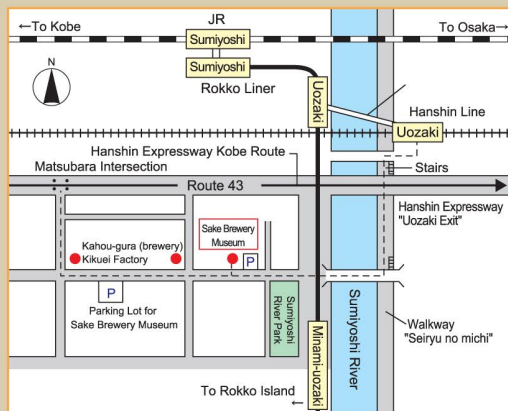 ←To Kobe
JR
To Osaka→
Sumiyoshi
Sumiyoshi
N
Rokko Liner
Uozaki
Hanshin Line
Uozaki
Hanshin Expressway Kobe Route
Stairs
Matsubara Intersection
Route 43
Hanshin Expressway
"Uozaki Exit"
Sake Brewery
Museum
Kahou-gura (brewery)
Kikuei Factory
P
P
Parking Lot for
Sake Brewery Museum
Sumiyoshi
River Park
Minami-uozaki
Sumiyoshi River
Walkway
"Seiryu no michi"
To Rokko Island
←